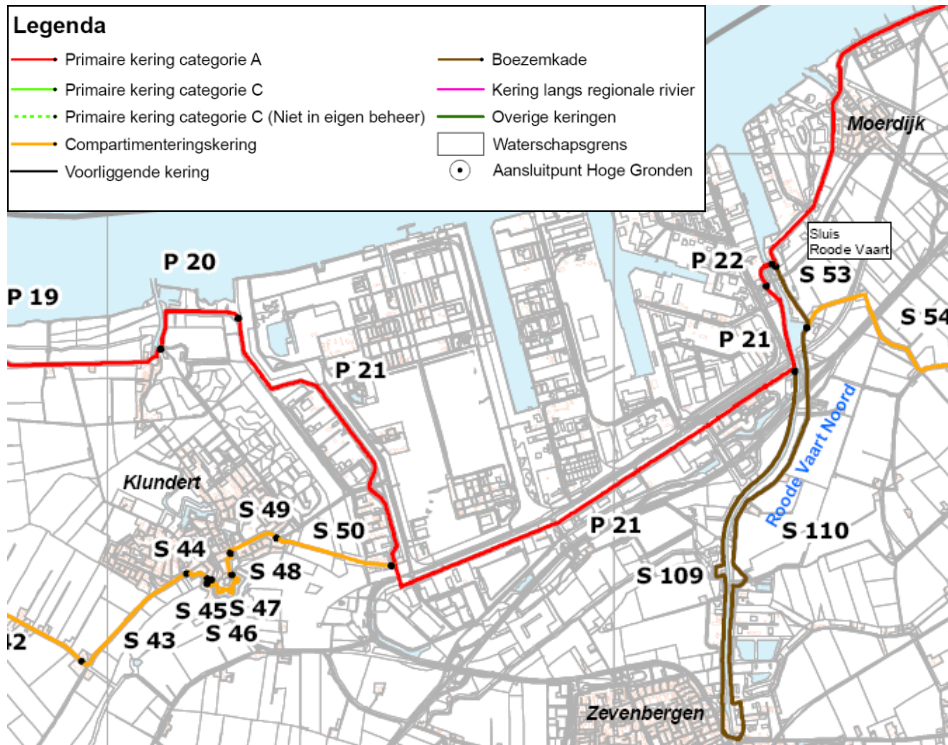 Legenda
Primaire kering categorie A
Primaire kering categorie C
Primaire kering categorie C (Niet in eigen beheer)
Compartimenteringskering
Voorliggende kering
Boezemkade
Kering langs regionale rivier
Overige keringen
Waterschapsgrens
Aansluitpunt Hoge Gronden
Moerdijk
Sluis
Roode Vaart
P 20
P 22
S 53
P 19
S 54
P 21
P 21
Roode Vaart Noord
Klundert
S 49
S 50
P 21
S 110
S 44
S 48
S 109
S 45
S 47
S 46
42
S 43
Zevenbergen